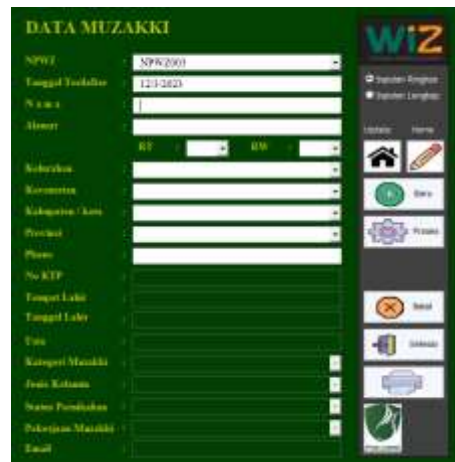 DATA MUZAKKI
WiZ
NPWZ : NPWZ003
Tanggal Terdaftar : 12/3/2023
Nama :
Alamat :
RT : RW :
Kelurahan :
Kecamatan :
Kabupaten / kota :
Provinsi :
Phone :
No KTP :
Tempat Lahir :
Tanggal Lahir :
Usia :
Kategori Muzakki :
Jenis Kelamin :
Status Pernikahan :
Pekerjaan Muzakki :
Email :
Update Home
Baru
Proses
Batal